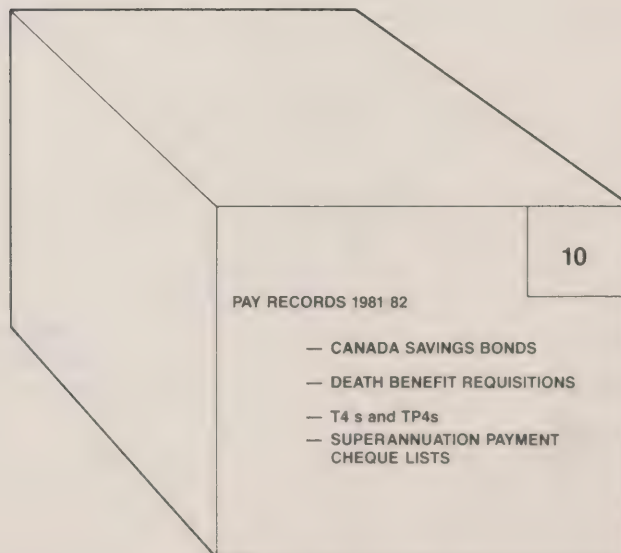 10
PAY RECORDS 1981 82
— CANADA SAVINGS BONDS
— DEATH BENEFIT REQUISITIONS
— T4 s and TP4s
— SUPERANNUATION PAYMENT
CHEQUE LISTS